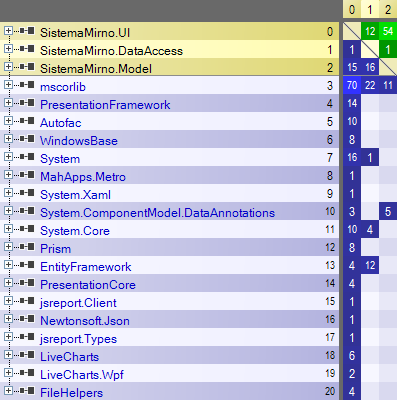 0 1 2
SistemaMirno.UI 0 12 54
SistemaMirno.DataAccess 1 1 1
SistemaMirno.Model 2 15 16
mscorlib 3 70 22 11
PresentationFramework 4 14
Autofac 5 10
WindowsBase 6 8
System 7 16 1
MahApps.Metro 8 1
System.Xaml 9 1
System.ComponentModel.DataAnnotations 10 3 5
System.Core 11 10 4
Prism 12 8
EntityFramework 13 4 12
PresentationCore 14 4
jsreport.Client 15 1
Newtonsoft.Json 16 1
jsreport.Types 17 1
LiveCharts 18 6
LiveCharts.Wpf 19 2
FileHelpers 20 4